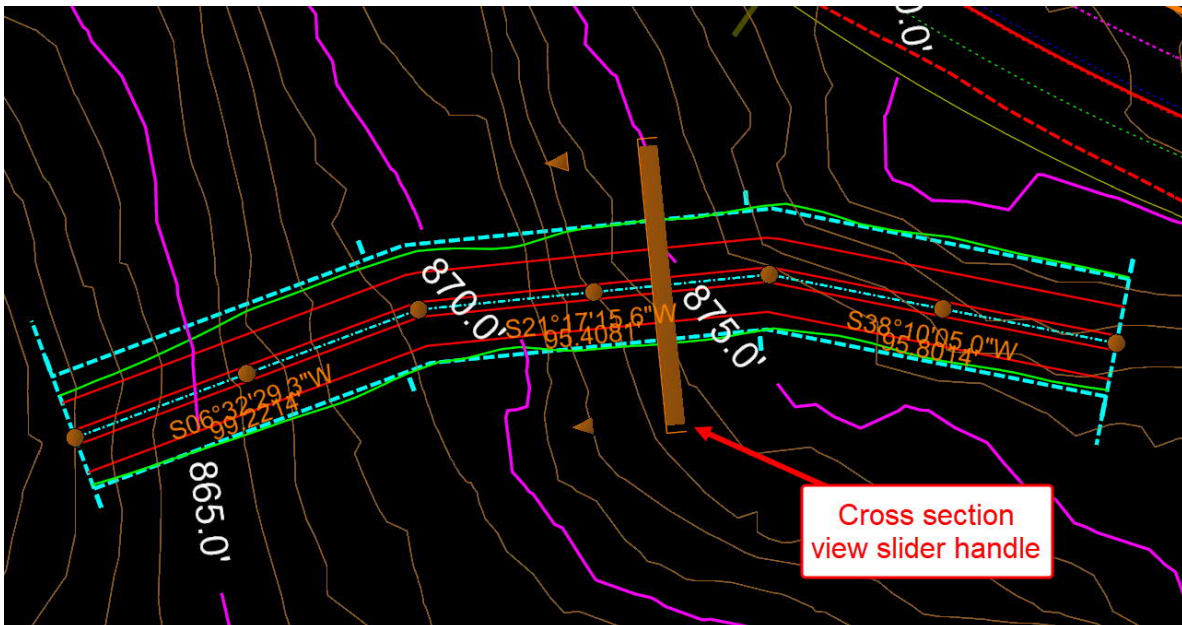 0.0'
870.0'
S21°17'15.6"W
95.4081'
875.0'
S38°10'05.0"W
95.8014'
S06°32'29.3"W
99.2214'
865.0'
Cross section
view slider handle